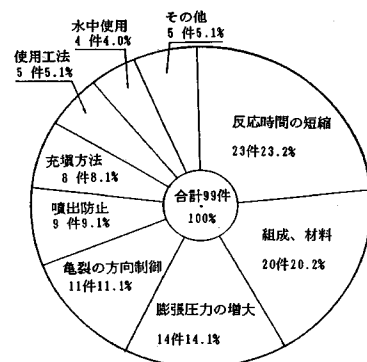 水中使用
4 件4.0%
その他
5 件5.1%
使用工法
5 件5.1%
反応時間の短縮
23件23.2%
充塡方法
8 件8.1%
合計99件
100%
噴出防止
9 件9.1%
組成、材料
20件20.2%
亀裂の方向制御
11件11.1%
膨張圧力の増大
14件14.1%